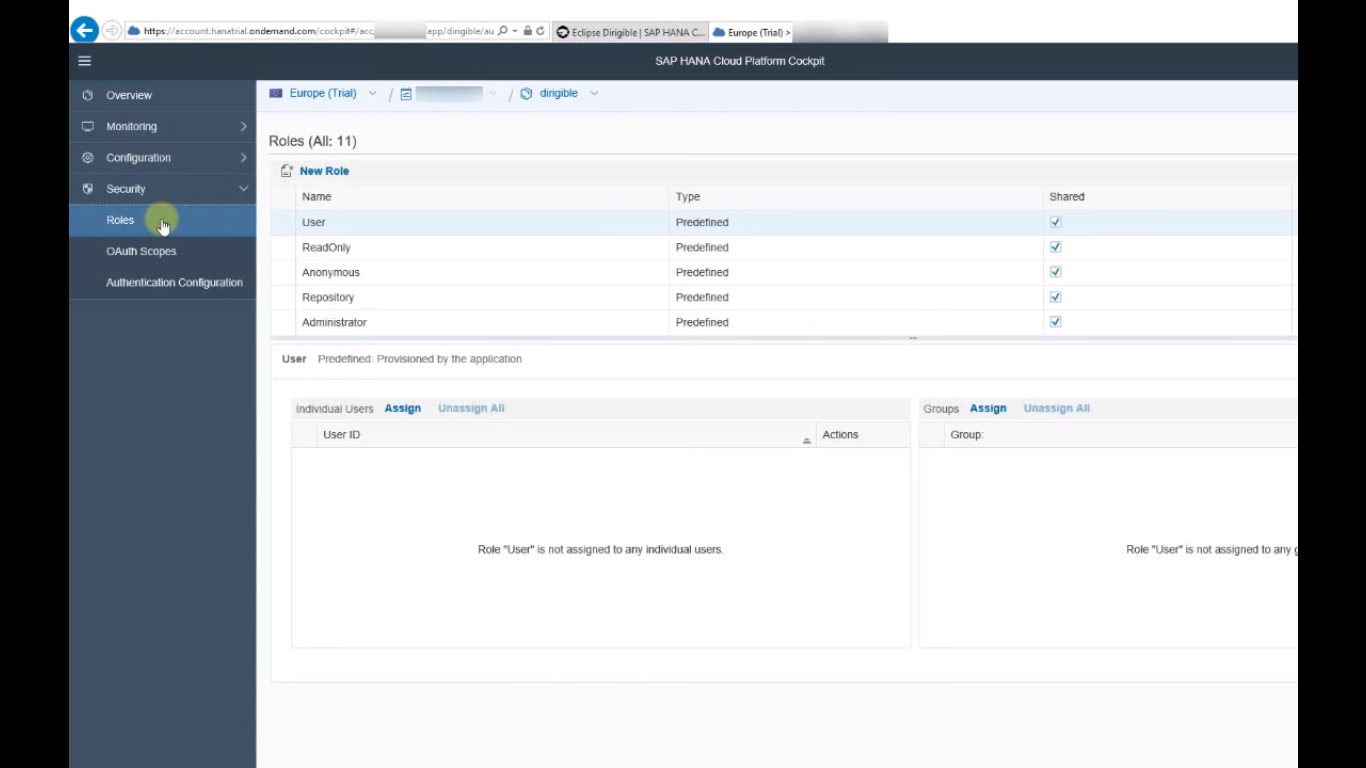 https://account.hanatrial.ondemand.com/cockpit#/acc app/dirigible/au
Eclipse Dirigible | SAP HANA C...
Europe (Trial) >
SAP HANA Cloud Platform Cockpit
Overview
Monitoring
Configuration
Security
Roles
OAuth Scopes
Authentication Configuration
Europe (Trial) / / dirigible
Roles (All: 11)
New Role
Name Type Shared
User Predefined
ReadOnly Predefined
Anonymous Predefined
Repository Predefined
Administrator Predefined
User Predefined: Provisioned by the application
Individual Users Assign Unassign All
User ID Actions
Role "User" is not assigned to any individual users.
Groups Assign Unassign All
Group:
Role "User" is not assigned to any